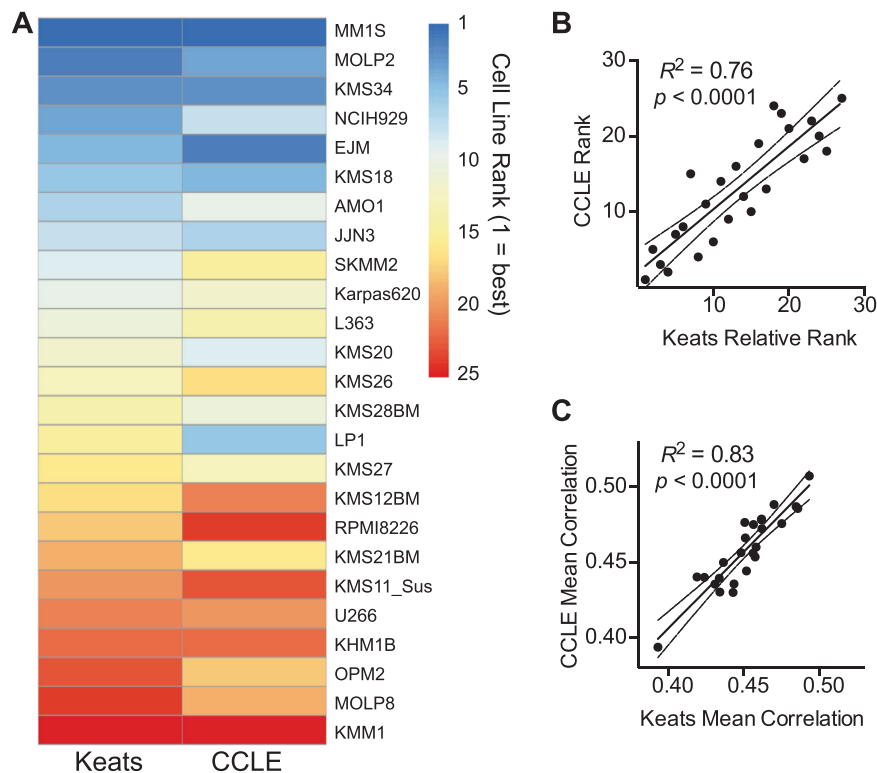 A
MM1S
MOLP2
KMS34
NCIH929
EJM
KMS18
AMO1
JJN3
SKMM2
Karpas620
L363
KMS20
KMS26
KMS28BM
LP1
KMS27
KMS12BM
RPMI8226
KMS21BM
KMS11_Sus
U266
KHM1B
OPM2
MOLP8
KMM1
Keats CCLE
1
5
10
15
20
25
Cell Line Rank (1 = best)
B
R² = 0.76
p < 0.0001
CCLE Rank
30
20
10
10 20 30
Keats Relative Rank
C
R² = 0.83
p < 0.0001
CCLE Mean Correlation
0.50
0.45
0.40
0.40 0.45 0.50
Keats Mean Correlation